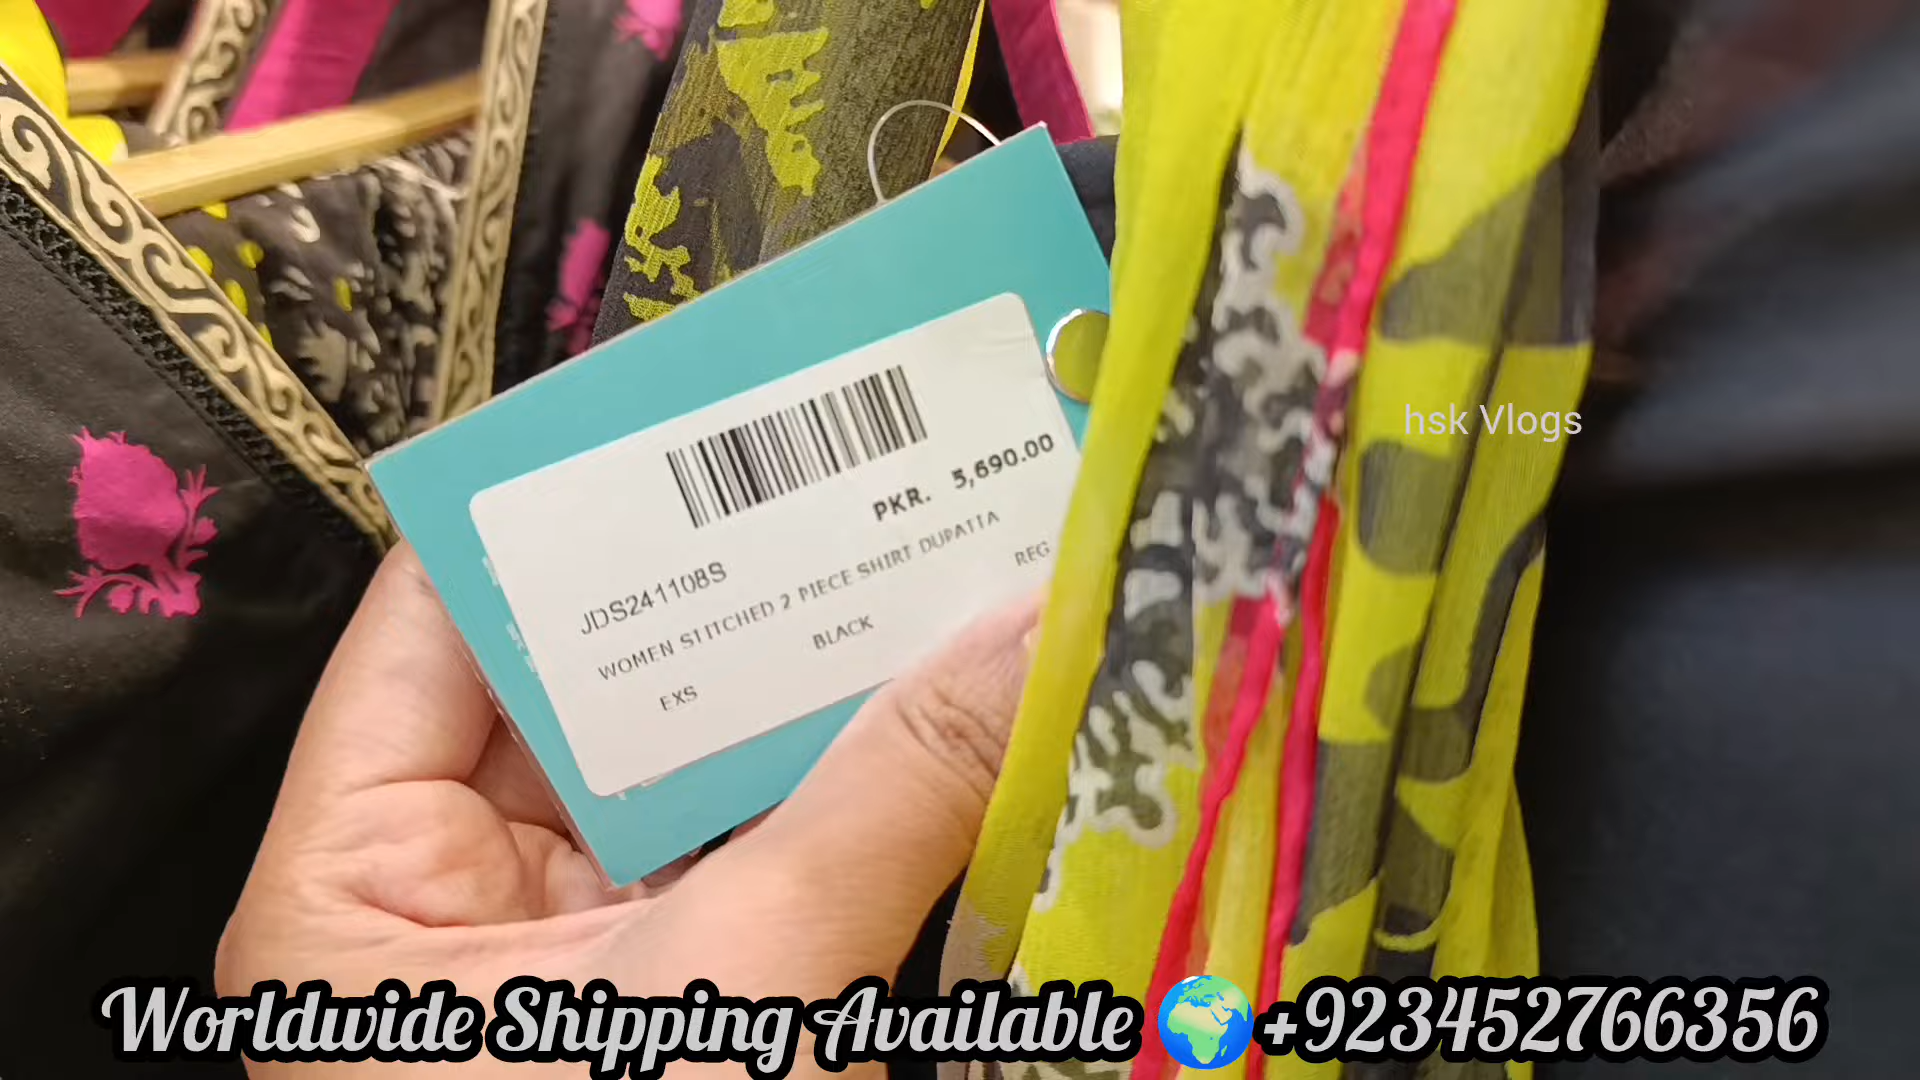 hsk Vlogs
PKR. 5,690.00
JDS24110BS
WOMEN STITCHED 2 PIECE SHIRT DUPATTA
BLACK
REG
EXS
Worldwide Shipping Available 🌍+923452766356